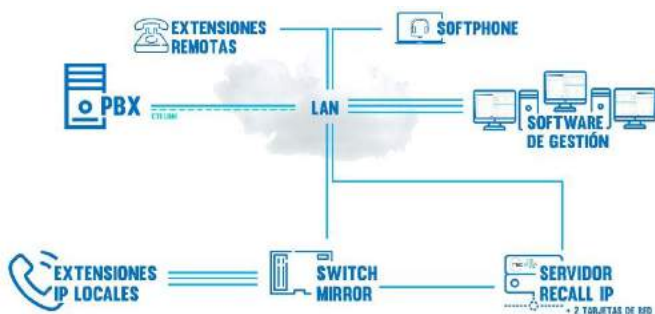 EXTENSIONES
REMOTAS
SOFTPHONE
PBX
LAN
SOFTWARE
DE GESTIÓN
EXTENSIONES
IP LOCALES
SWITCH
MIRROR
SERVIDOR
RECALL IP
+ 2 TARJETAS DE RED